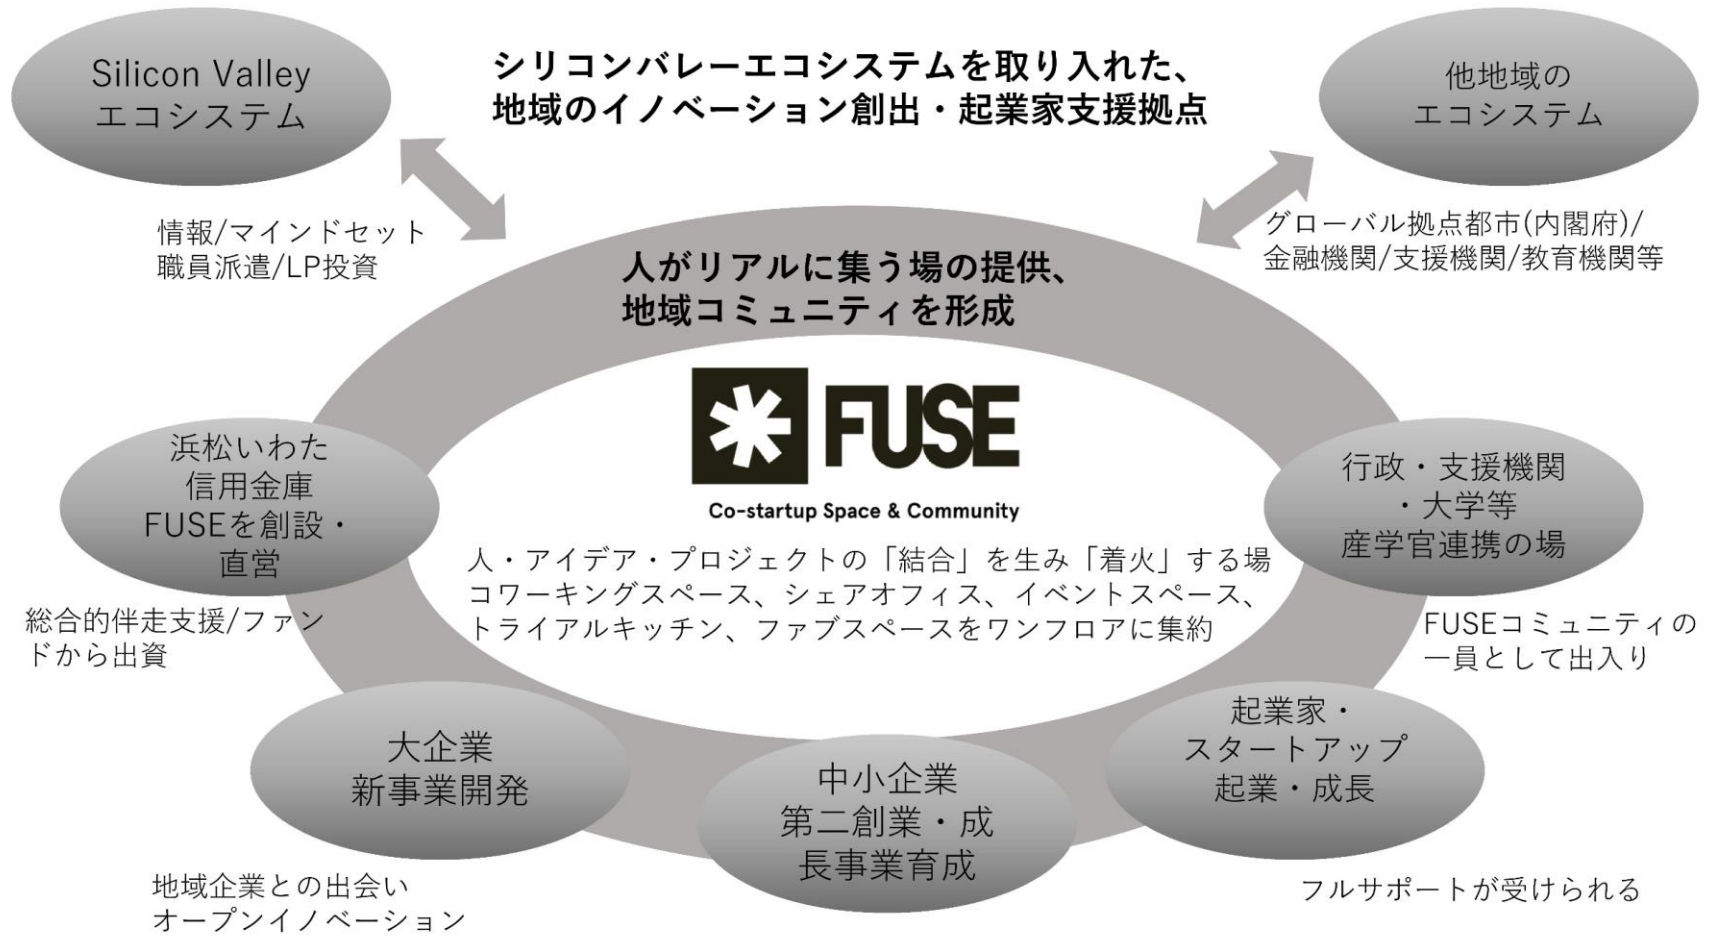 シリコンバレーエコシステムを取り入れた、
地域のイノベーション創出・起業家支援拠点
Silicon Valley
エコシステム
他地域の
エコシステム
情報/マインドセット
職員派遣/LP投資
グローバル拠点都市(内閣府)/
金融機関/支援機関/教育機関等
人がリアルに集う場の提供、
地域コミュニティを形成
FUSE
Co-startup Space & Community
人・アイデア・プロジェクトの「結合」を生み「着火」する場
コワーキングスペース、シェアオフィス、イベントスペース、
トライアルキッチン、ファブスペースをワンフロアに集約
浜松いわた
信用金庫
FUSEを創設・
直営
総合的伴走支援/ファン
ドから出資
行政・支援機関
・大学等
産学官連携の場
FUSEコミュニティの
一員として出入り
大企業
新事業開発
地域企業との出会い
オープンイノベーション
中小企業
第二創業・成
長事業育成
起業家・
スタートアップ
起業・成長
フルサポートが受けられる